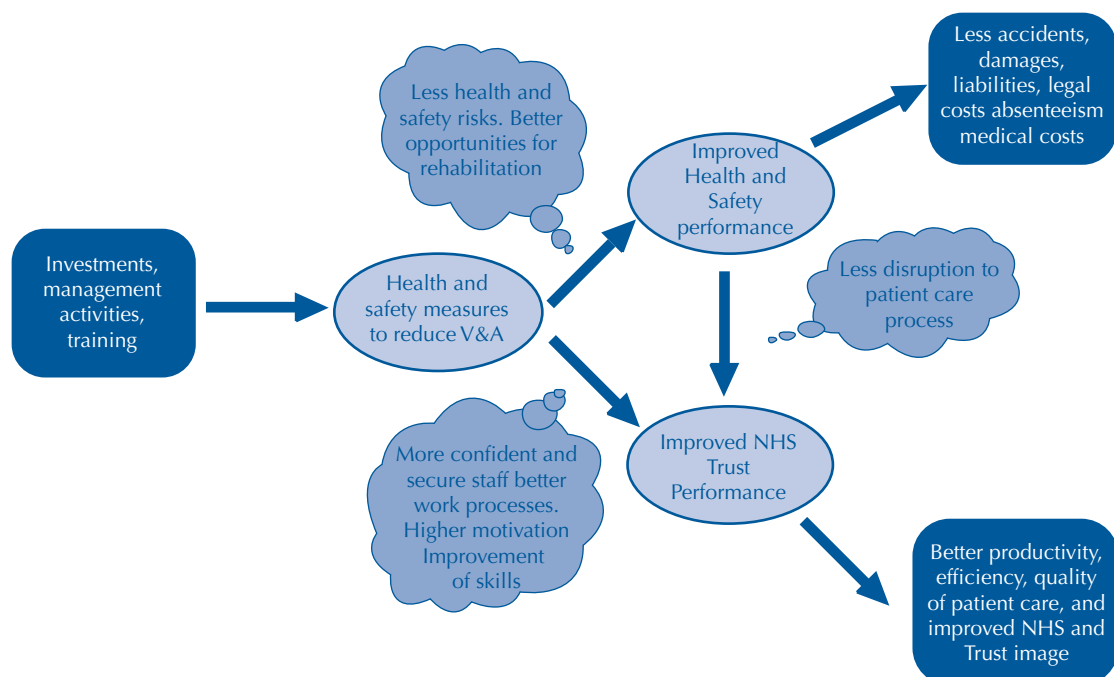 Less accidents,
damages,
liabilities, legal
costs absenteeism
medical costs
Less health and
safety risks. Better
opportunities for
rehabilitation
Improved
Health and
Safety
performance
Investments,
management
activities,
training
Health and
safety measures
to reduce V&A
Less disruption to
patient care
process
More confident and
secure staff better
work processes.
Higher motivation
Improvement
of skills
Improved NHS
Trust
Performance
Better productivity,
efficiency, quality
of patient care, and
improved NHS and
Trust image